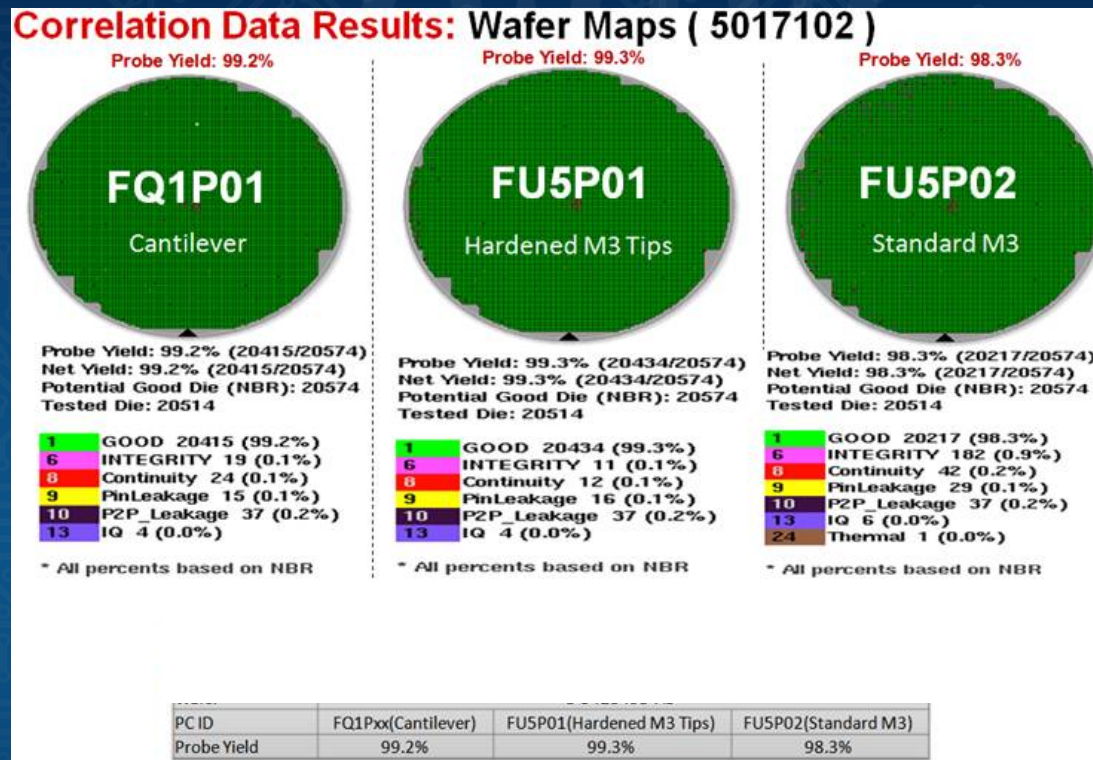 Correlation Data Results: Wafer Maps ( 5017102 )
Probe Yield: 99.2%
FQ1P01
Cantilever
Probe Yield: 99.2% (20415/20574)
Net Yield: 99.2% (20415/20574)
Potential Good Die (NBR): 20574
Tested Die: 20514
1 GOOD 20415 (99.2%)
6 INTEGRITY 19 (0.1%)
8 Continuity 24 (0.1%)
9 PinLeakage 15 (0.1%)
10 P2P_Leakage 37 (0.2%)
13 IQ 4 (0.0%)
* All percents based on NBR
Probe Yield: 99.3%
FU5P01
Hardened M3 Tips
Probe Yield: 99.3% (20434/20574)
Net Yield: 99.3% (20434/20574)
Potential Good Die (NBR): 20574
Tested Die: 20514
1 GOOD 20434 (99.3%)
6 INTEGRITY 11 (0.1%)
8 Continuity 12 (0.1%)
9 PinLeakage 16 (0.1%)
10 P2P_Leakage 37 (0.2%)
13 IQ 4 (0.0%)
* All percents based on NBR
Probe Yield: 98.3%
FU5P02
Standard M3
Probe Yield: 98.3% (20217/20574)
Net Yield: 98.3% (20217/20574)
Potential Good Die (NBR): 20574
Tested Die: 20514
1 GOOD 20217 (98.3%)
6 INTEGRITY 182 (0.9%)
8 Continuity 42 (0.2%)
9 PinLeakage 29 (0.1%)
10 P2P_Leakage 37 (0.2%)
13 IQ 6 (0.0%)
24 Thermal 1 (0.0%)
* All percents based on NBR
PC ID FQ1Pxx(Cantilever) FU5P01(Hardened M3 Tips) FU5P02(Standard M3)
Probe Yield 99.2% 99.3% 98.3%